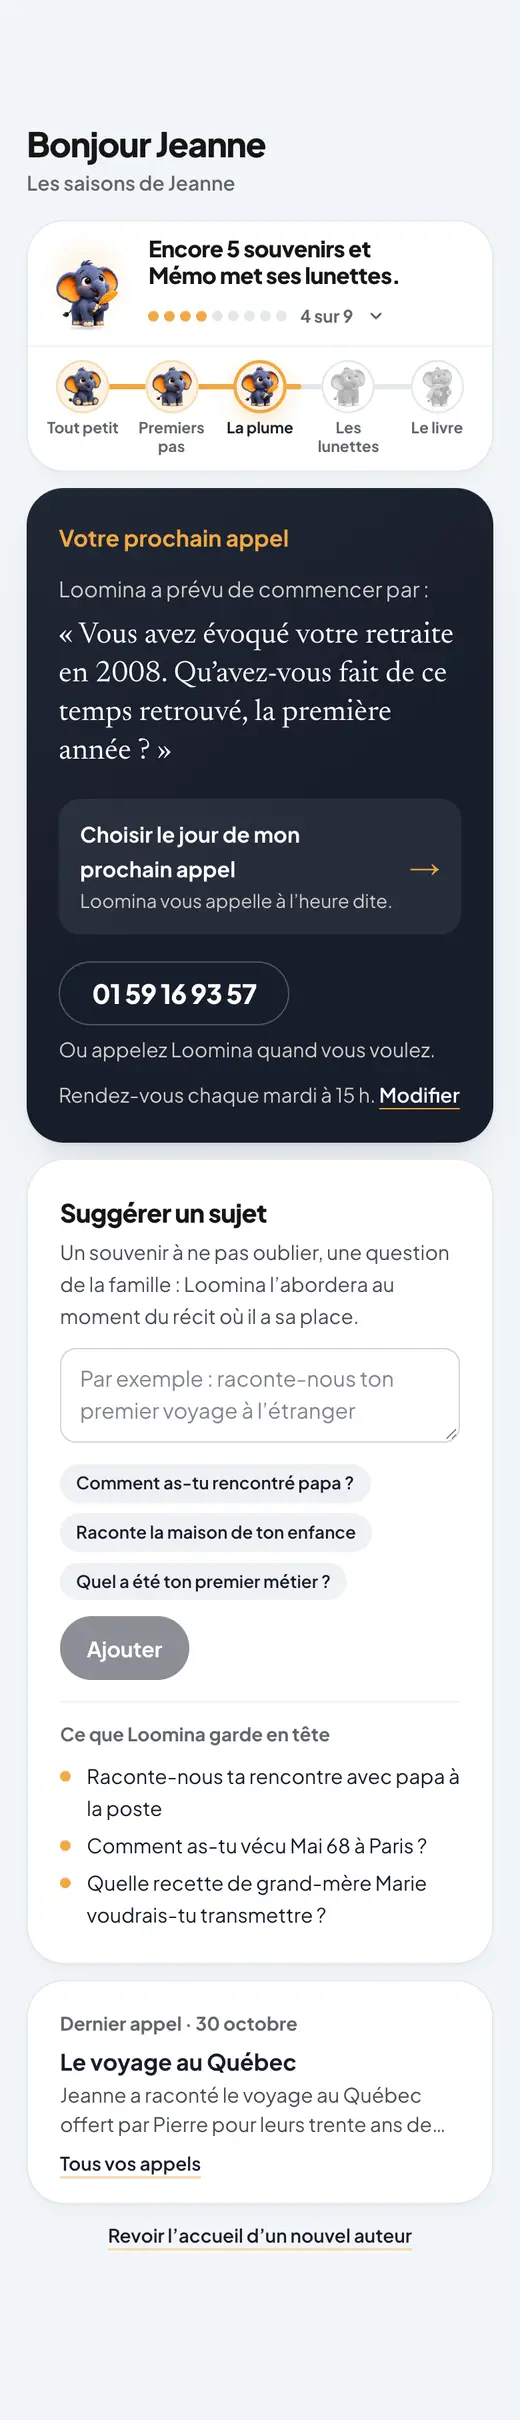 Bonjour Jeanne
Les saisons de Jeanne
Encore 5 souvenirs et
Mémo met ses lunettes.
4 sur 9
Tout petit
Premiers
pas
La plume
Les
lunettes
Le livre
Votre prochain appel
Loomina a prévu de commencer par :
« Vous avez évoqué votre retraite
en 2008. Qu’avez-vous fait de ce
temps retrouvé, la première
année ? »
Choisir le jour de mon
prochain appel
Loomina vous appelle à l’heure dite.
01 59 16 93 57
Ou appelez Loomina quand vous voulez.
Rendez-vous chaque mardi à 15 h. Modifier
Suggérer un sujet
Un souvenir à ne pas oublier, une question
de la famille : Loomina l’abordera au
moment du récit où il a sa place.
Par exemple : raconte-nous ton
premier voyage à l’étranger
Comment as-tu rencontré papa ?
Raconte la maison de ton enfance
Quel a été ton premier métier ?
Ajouter
Ce que Loomina garde en tête
Raconte-nous ta rencontre avec papa à
la poste
Comment as-tu vécu Mai 68 à Paris ?
Quelle recette de grand-mère Marie
voudrais-tu transmettre ?
Dernier appel · 30 octobre
Le voyage au Québec
Jeanne a raconté le voyage au Québec
offert par Pierre pour leurs trente ans de…
Tous vos appels
Revoir l’accueil d’un nouvel auteur